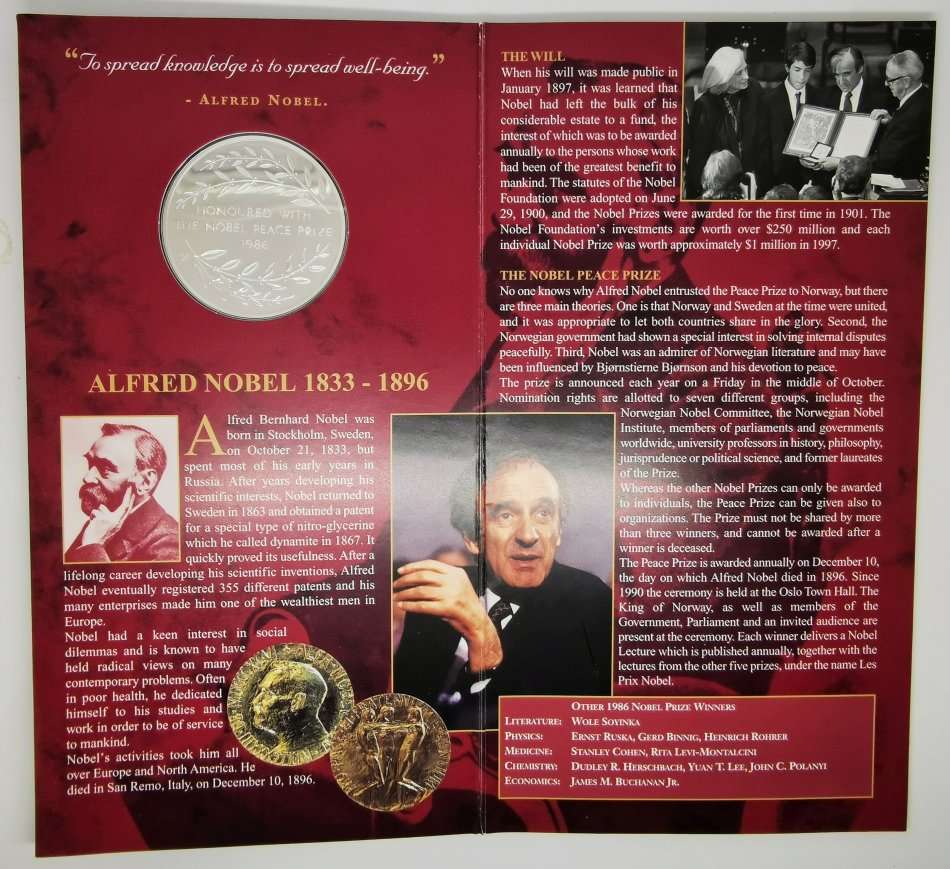 “To spread knowledge is to spread well-being.”
- ALFRED NOBEL.
HONOURED WITH
THE NOBEL PEACE PRIZE
1986
ALFRED NOBEL 1833 - 1896
Alfred Bernhard Nobel was
born in Stockholm, Sweden,
on October 21, 1833, but
spent most of his early years in
Russia. After years developing his
scientific interests, Nobel returned to
Sweden in 1863 and obtained a patent
for a special type of nitro-glycerine
which he called dynamite in 1867. It
quickly proved its usefulness. After a
lifelong career developing his scientific inventions, Alfred
Nobel eventually registered 355 different patents and his
many enterprises made him one of the wealthiest men in
Europe.
Nobel had a keen interest in social
dilemmas and is known to have
held radical views on many
contemporary problems. Often
in poor health, he dedicated
himself to his studies and
work in order to be of service
to mankind.
Nobel's activities took him all
over Europe and North America. He
died in San Remo, Italy, on December 10, 1896.
THE WILL
When his will was made public in
January 1897, it was learned that
Nobel had left the bulk of his
considerable estate to a fund, the
interest of which was to be awarded
annually to the persons whose work
had been of the greatest benefit to
mankind. The statutes of the Nobel
Foundation were adopted on June
29, 1900, and the Nobel Prizes were awarded for the first time in 1901. The
Nobel Foundation's investments are worth over $250 million and each
individual Nobel Prize was worth approximately $1 million in 1997.
THE NOBEL PEACE PRIZE
No one knows why Alfred Nobel entrusted the Peace Prize to Norway, but there
are three main theories. One is that Norway and Sweden at the time were united,
and it was appropriate to let both countries share in the glory. Second, the
Norwegian government had shown a special interest in solving internal disputes
peacefully. Third, Nobel was an admirer of Norwegian literature and may have
been influenced by Bjørnstierne Bjørnson and his devotion to peace.
The prize is announced each year on a Friday in the middle of October.
Nomination rights are allotted to seven different groups, including the
Norwegian Nobel Committee, the Norwegian Nobel
Institute, members of parliaments and governments
worldwide, university professors in history, philosophy,
jurisprudence or political science, and former laureates
of the Prize.
Whereas the other Nobel Prizes can only be awarded
to individuals, the Peace Prize can be given also to
organizations. The Prize must not be shared by more
than three winners, and cannot be awarded after a
winner is deceased.
The Peace Prize is awarded annually on December 10,
the day on which Alfred Nobel died in 1896. Since
1990 the ceremony is held at the Oslo Town Hall. The
King of Norway, as well as members of the
Government, Parliament and an invited audience are
present at the ceremony. Each winner delivers a Nobel
Lecture which is published annually, together with the
lectures from the other five prizes, under the name Les
Prix Nobel.
OTHER 1986 NOBEL PRIZE WINNERS
LITERATURE: WOLE SOYINKA
PHYSICS: ERNST RUSKA, GERD BINNIG, HEINRICH ROHRER
MEDICINE: STANLEY COHEN, RITA LEVI-MONTALCINI
CHEMISTRY: DUDLEY R. HERSCHBACH, YUAN T. LEE, JOHN C. POLANYI
ECONOMICS: JAMES M. BUCHANAN JR.